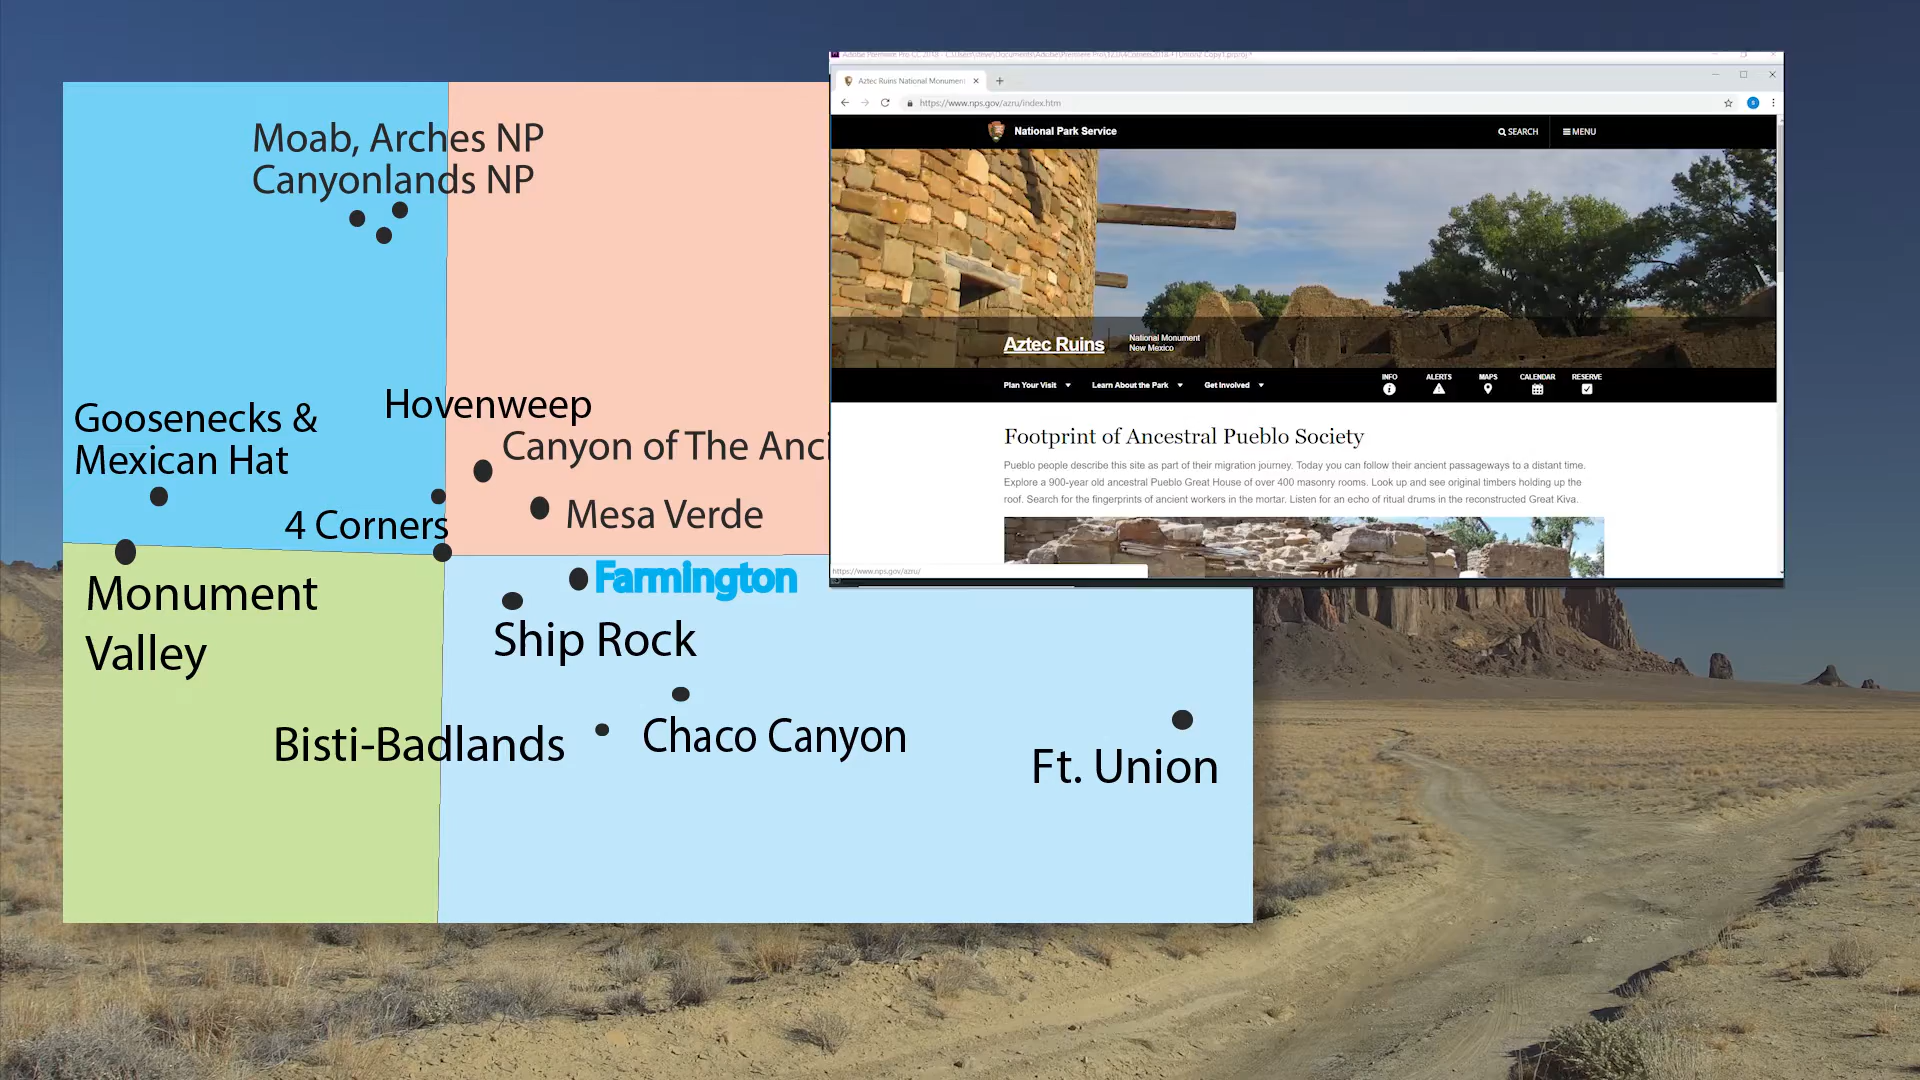 Moab, Arches NP
Canyonlands NP
Hovenweep
Goosenecks &
Mexican Hat
Canyon of The Anci
Mesa Verde
4 Corners
Farmington
Monument
Valley
Ship Rock
Bisti-Badlands
Chaco Canyon
Ft. Union
Aztec Ruins National Monument
https://www.nps.gov/azru/index.htm
National Park Service
SEARCH
MENU
Aztec Ruins
National Monument
New Mexico
Plan Your Visit
Learn About the Park
Get Involved
INFO
ALERTS
MAPS
CALENDAR
RESERVE
Footprint of Ancestral Pueblo Society
Pueblo people describe this site as part of their migration journey. Today you can follow their ancient passageways to a distant time.
Explore a 900-year old ancestral Pueblo Great House of over 400 masonry rooms. Look up and see original timbers holding up the
roof. Search for the fingerprints of ancient workers in the mortar. Listen for an echo of ritual drums in the reconstructed Great Kiva.
https://www.nps.gov/azru/